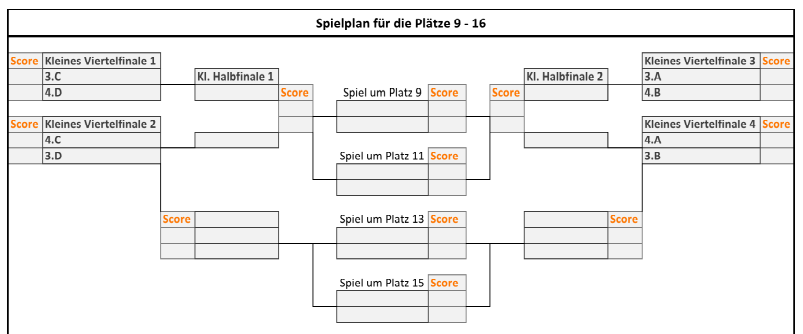 Spielplan für die Plätze 9 - 16
Score Kleines Viertelfinale 1
3.C
4.D
Kl. Halbfinale 1
Score
Spiel um Platz 9 Score
Kl. Halbfinale 2
Score
Kleines Viertelfinale 3 Score
3.A
4.B
Score Kleines Viertelfinale 2
4.C
3.D
Spiel um Platz 11 Score
Kleines Viertelfinale 4 Score
4.A
3.B
Score
Spiel um Platz 13 Score
Score
Spiel um Platz 15 Score